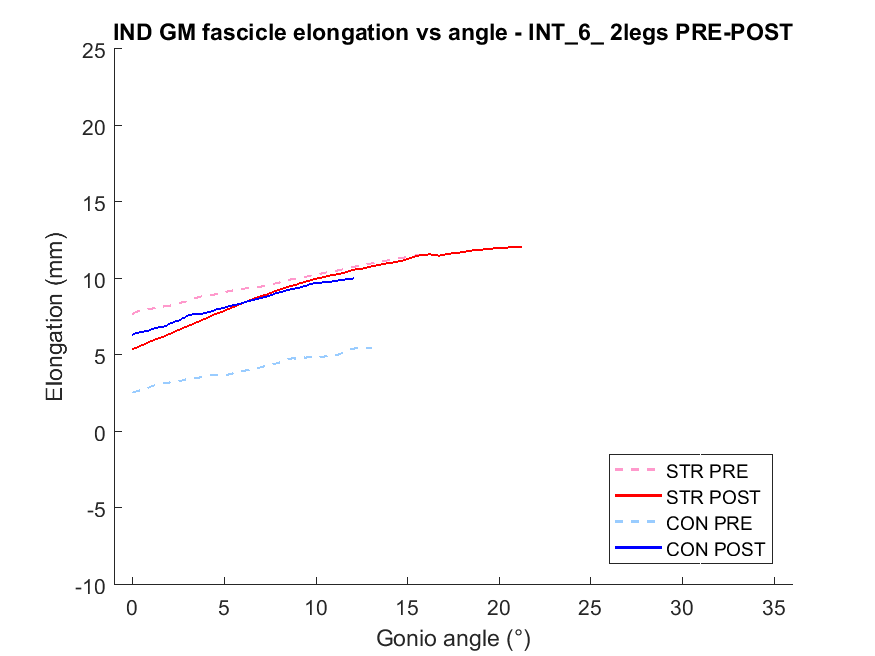 IND GM fascicle elongation vs angle - INT_6_ 2legs PRE-POST
25
20
15
10
5
0
-5
-10
Elongation (mm)
0 5 10 15 20 25 30 35
Gonio angle (°)
STR PRE
STR POST
CON PRE
CON POST